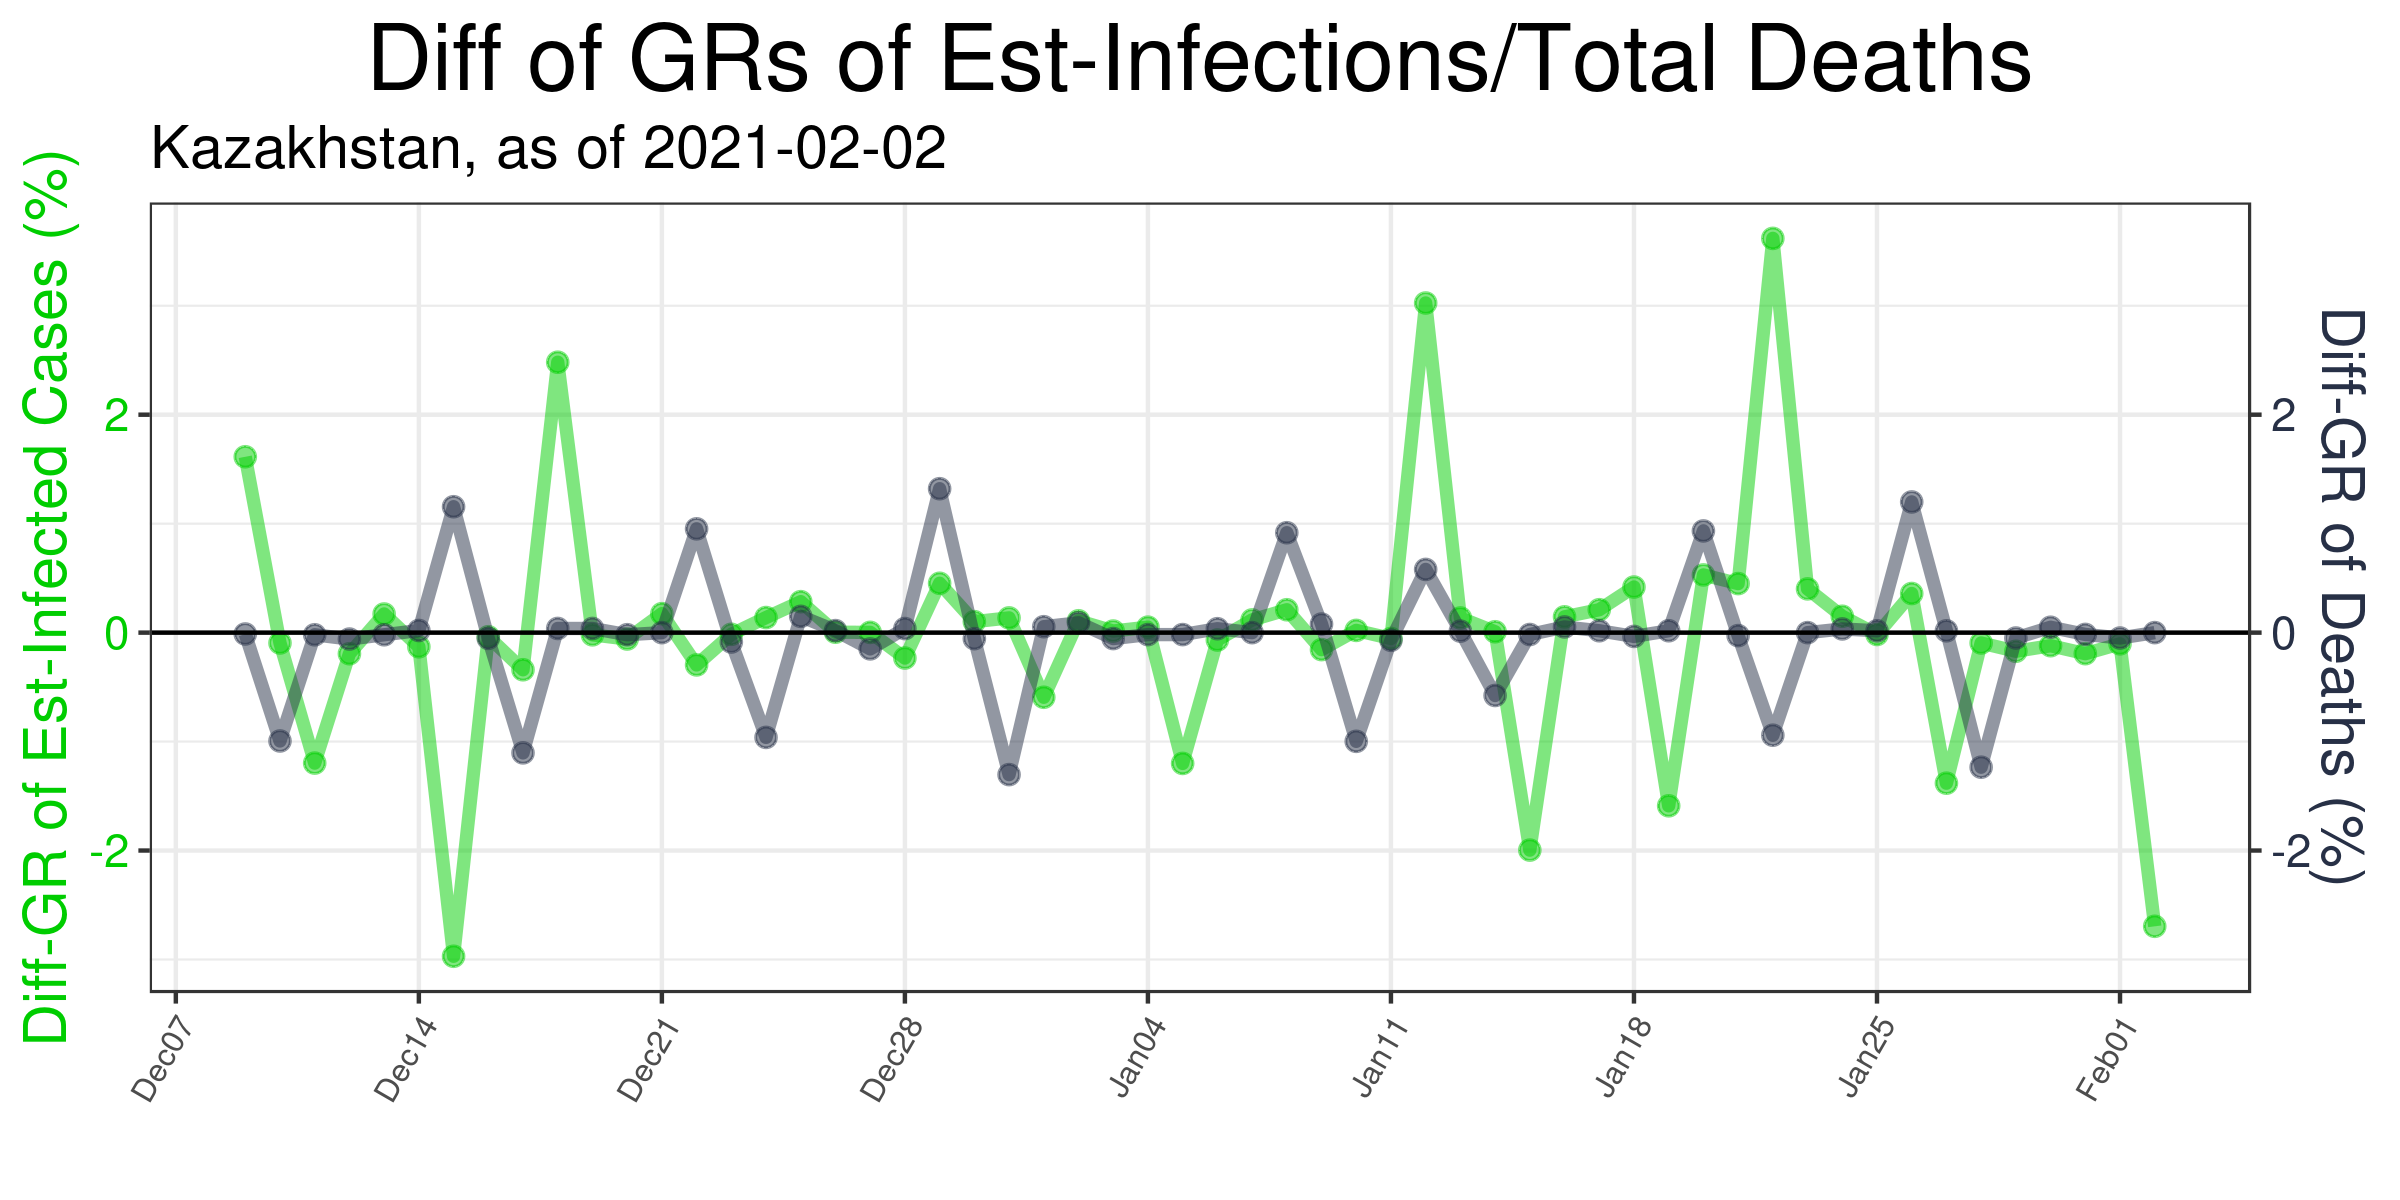 Diff of GRs of Est-Infections/Total Deaths
Kazakhstan, as of 2021-02-02
Diff-GR of Est-Infected Cases (%)
2
0
-2
2
0
-2
Diff-GR of Deaths (%)
Dec07
Dec14
Dec21
Dec28
Jan04
Jan11
Jan18
Jan25
Feb01